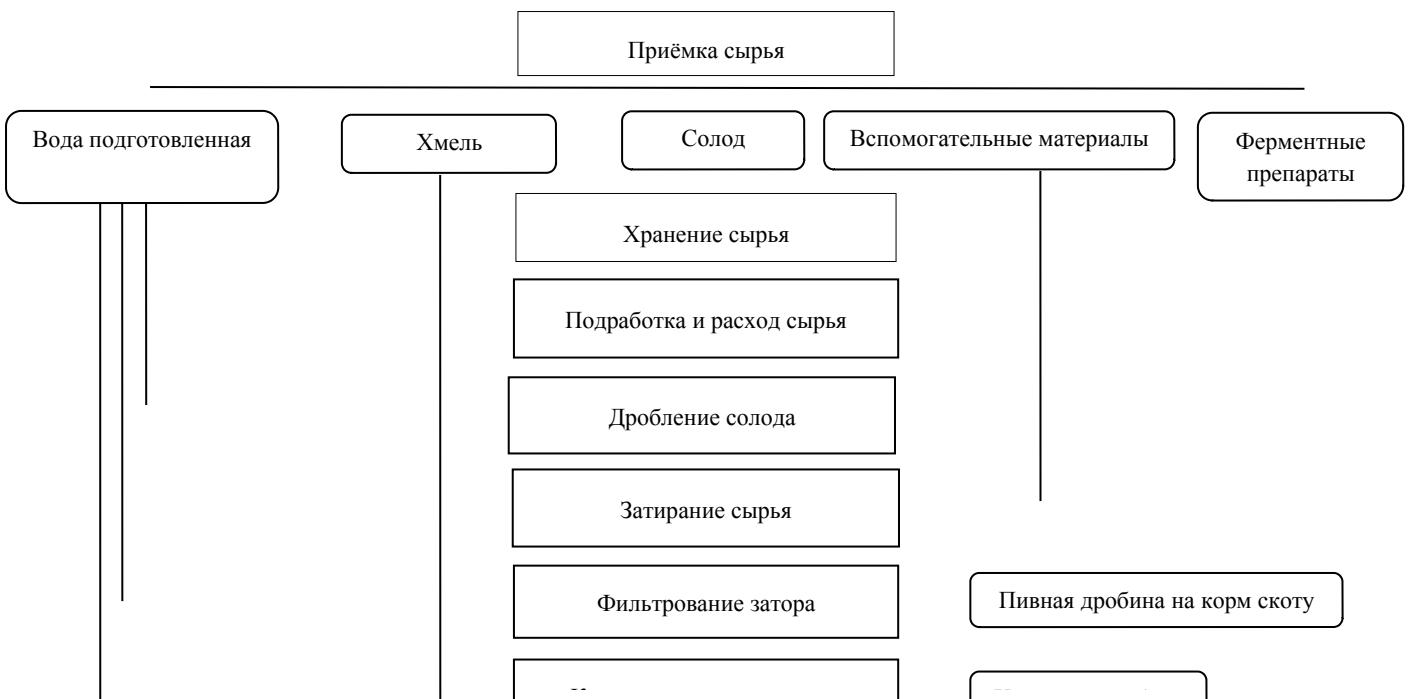 Приёмка сырья
Вода подготовленная
Хмель
Солод
Вспомогательные материалы
Ферментные
препараты
Хранение сырья
Подработка и расход сырья
Дробление солода
Затирание сырья
Фильтрование затора
Пивная дробина на корм скоту